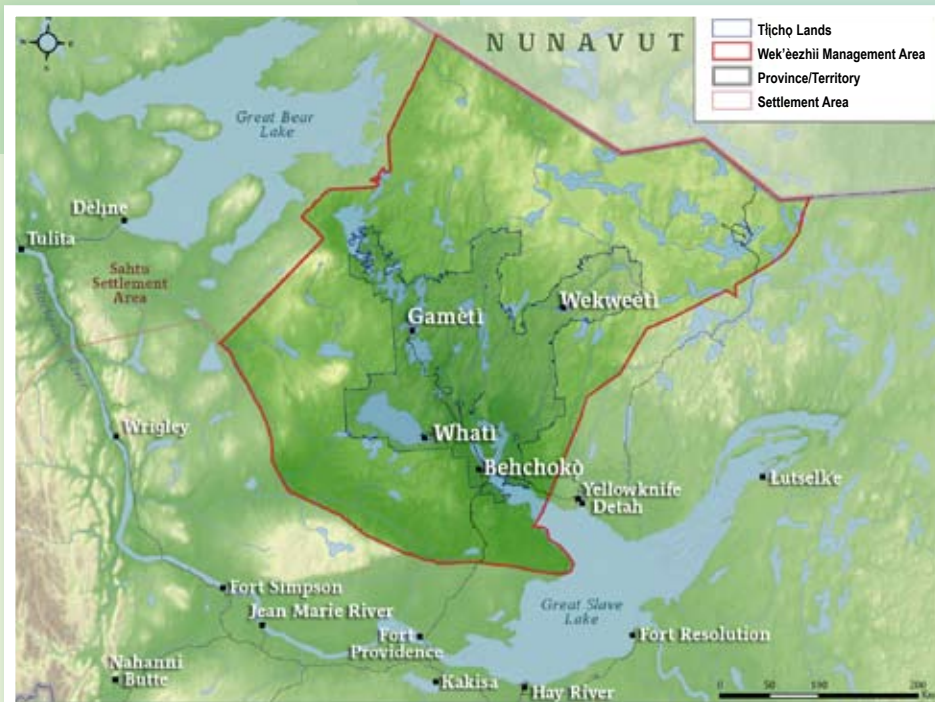 NUNAVUT
Tłı̨chǫ Lands
Wek'èezhìi Management Area
Province/Territory
Settlement Area
Great Bear
Lake
Dèlı̨ne
Tulita
Sahtu
Settlement
Area
Gamètì
Wekweètì
Wrigley
Whatì
Behchokǫ̀
Yellowknife
Detah
Łutselk'e
Fort Simpson
Jean Marie River
Great Slave
Lake
Fort
Providence
Fort Resolution
Nahanni
Butte
Kakisa
Hay River
0 50 100 200